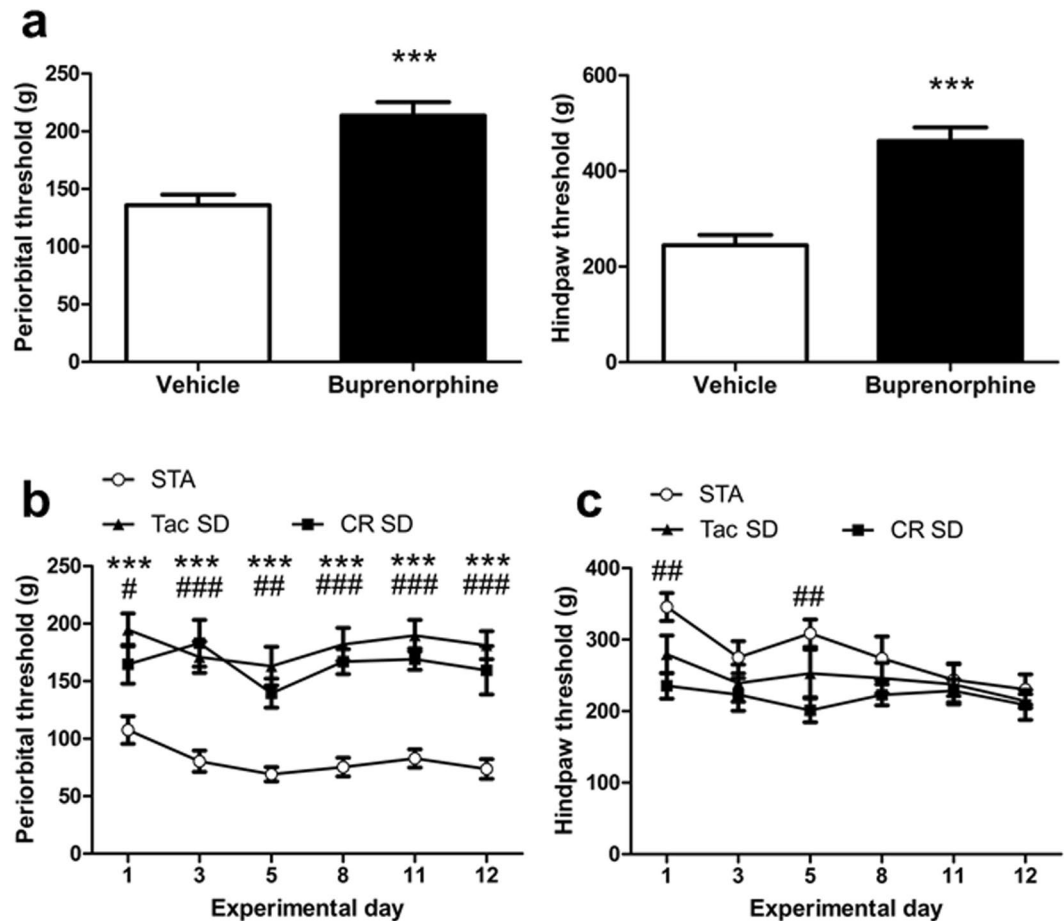 a
Periorbital threshold (g)
250
200
150
100
50
0
***
Vehicle
Buprenorphine
Hindpaw threshold (g)
600
400
200
0
***
Vehicle
Buprenorphine
b
STA
Tac SD
CR SD
Periorbital threshold (g)
250
200
150
100
50
0
*** *** *** *** *** ***
# ### ## ### ### ###
1 3 5 8 11 12
Experimental day
c
STA
Tac SD
CR SD
Hindpaw threshold (g)
400
300
200
100
0
## ##
1 3 5 8 11 12
Experimental day